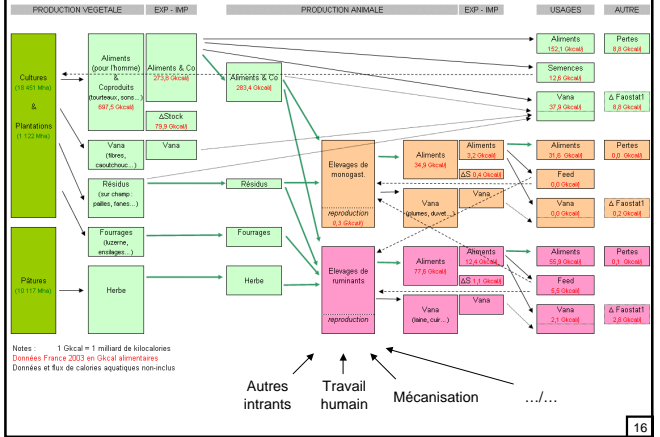 PRODUCTION VEGETALE
EXP - IMP
PRODUCTION ANIMALE
EXP - IMP
USAGES
AUTRE
Cultures
(18 451 Mha)
&
Plantations
(1 122 Mha)
Pâtures
(10 117 Mha)
Aliments
(pour l'homme)
&
Coproduits
(tourteaux, sons...)
697,5 Gkcal/j
Vana
(fibres,
caoutchouc...)
Résidus
(sur champ:
pailles, fanes...)
Fourrages
(luzerne,
ensilages...)
Herbe
Aliments & Co
273,8 Gkcal/j
ΔStock
79,9 Gkcal/j
Vana
Aliments & Co
283,4 Gkcal/j
Résidus
Fourrages
Herbe
Elevages de
monogast.
reproduction
0,3 Gkcal/j
Elevages de
ruminants
reproduction
Aliments
34,9 Gkcal/j
Vana
(plumes, duvet...)
Aliments
77,6 Gkcal/j
Vana
(laine, cuir...)
Aliments
3,2 Gkcal/j
ΔS 0,4 Gkcal/j
Vana
Aliments
12,4 Gkcal/j
ΔS 1,1 Gkcal/j
Vana
Aliments
152,1 Gkcal/j
Semences
12,8 Gkcal/j
Vana
37,9 Gkcal/j
Aliments
31,6 Gkcal/j
Feed
0,0 Gkcal/j
Vana
0,0 Gkcal/j
Aliments
55,9 Gkcal/j
Feed
5,5 Gkcal/j
Vana
2,1 Gkcal/j
Pertes
8,8 Gkcal/j
Δ Faostat1
8,8 Gkcal/j
Pertes
0,0 Gkcal/j
Δ Faostat1
0,2 Gkcal/j
Pertes
0,1 Gkcal/j
Δ Faostat1
2,8 Gkcal/j
Notes : 1 Gkcal = 1 milliard de kilocalories
Données France 2003 en Gkcal alimentaires
Données et flux de calories aquatiques non-inclus
Autres
intrants
Travail
humain
Mécanisation
.../...
16